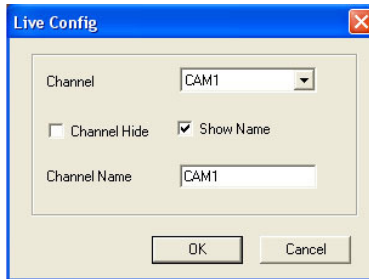 Live Config
Channel CAM1
Channel Hide Show Name
Channel Name CAM1
OK Cancel